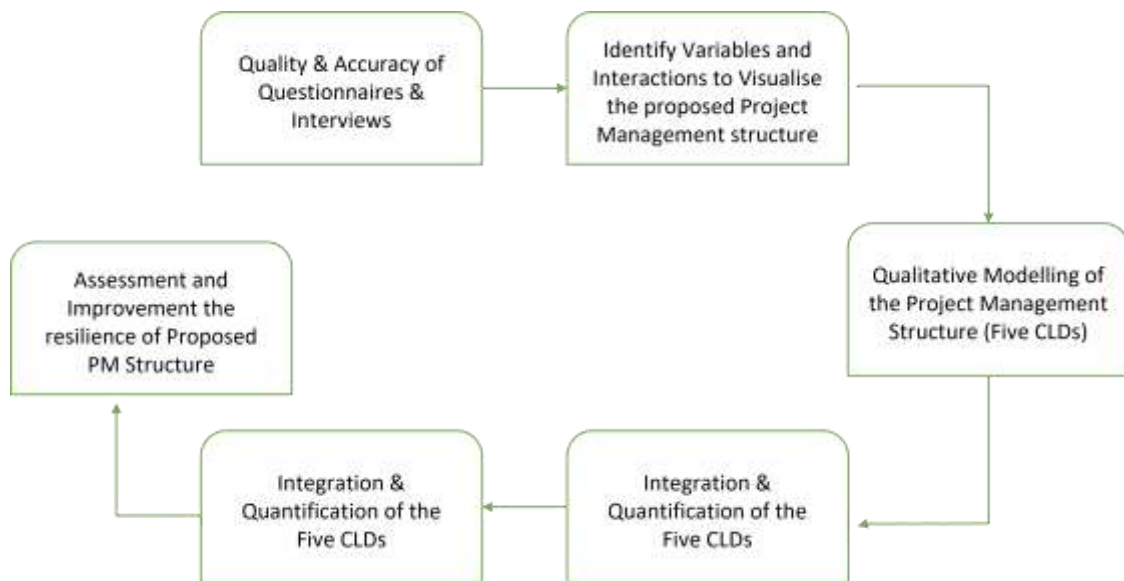 Quality & Accuracy of
Questionnaires &
Interviews
Identify Variables and
Interactions to Visualise
the proposed Project
Management structure
Qualitative Modelling of
the Project Management
Structure (Five CLDs)
Integration &
Quantification of the
Five CLDs
Integration &
Quantification of the
Five CLDs
Assessment and
Improvement the
resilience of Proposed
PM Structure